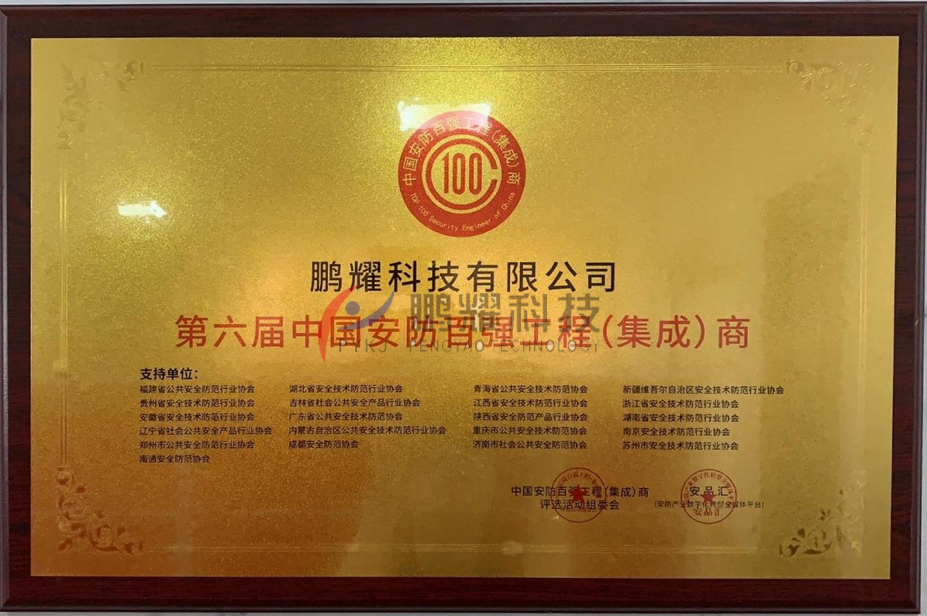 中国安防百强工程(集成)商
100
TOP 100 Security Engineer of China
鹏耀科技有限公司
鹏耀科技
第六届中国安防百强工程(集成)商
PYKJ PENGYAO TECHNOLOGY
支持单位:
福建省公共安全防范行业协会 湖北省安全技术防范行业协会 青海省公共安全技术防范协会 新疆维吾尔自治区安全技术防范行业协会
贵州省安全技术防范行业协会 吉林省社会公共安全产品行业协会 江西省安全技术防范行业协会 浙江省安全技术防范行业协会
安徽省安全技术防范行业协会 广东省公共安全技术防范协会 陕西省安全防范产品行业协会 湖南省安全技术防范行业协会
辽宁省社会公共安全产品行业协会 内蒙古自治区公共安全技术防范行业协会 重庆市公共安全技术防范协会 南京安全技术防范行业协会
郑州市公共安全防范行业协会 成都安全防范协会 济南市社会公共安全防范协会 苏州市安全技术防范行业协会
南通安全防范协会
中国安防百强工程(集成)商 安品汇
评选活动组委会 (安防产业数字化转型全媒体平台)